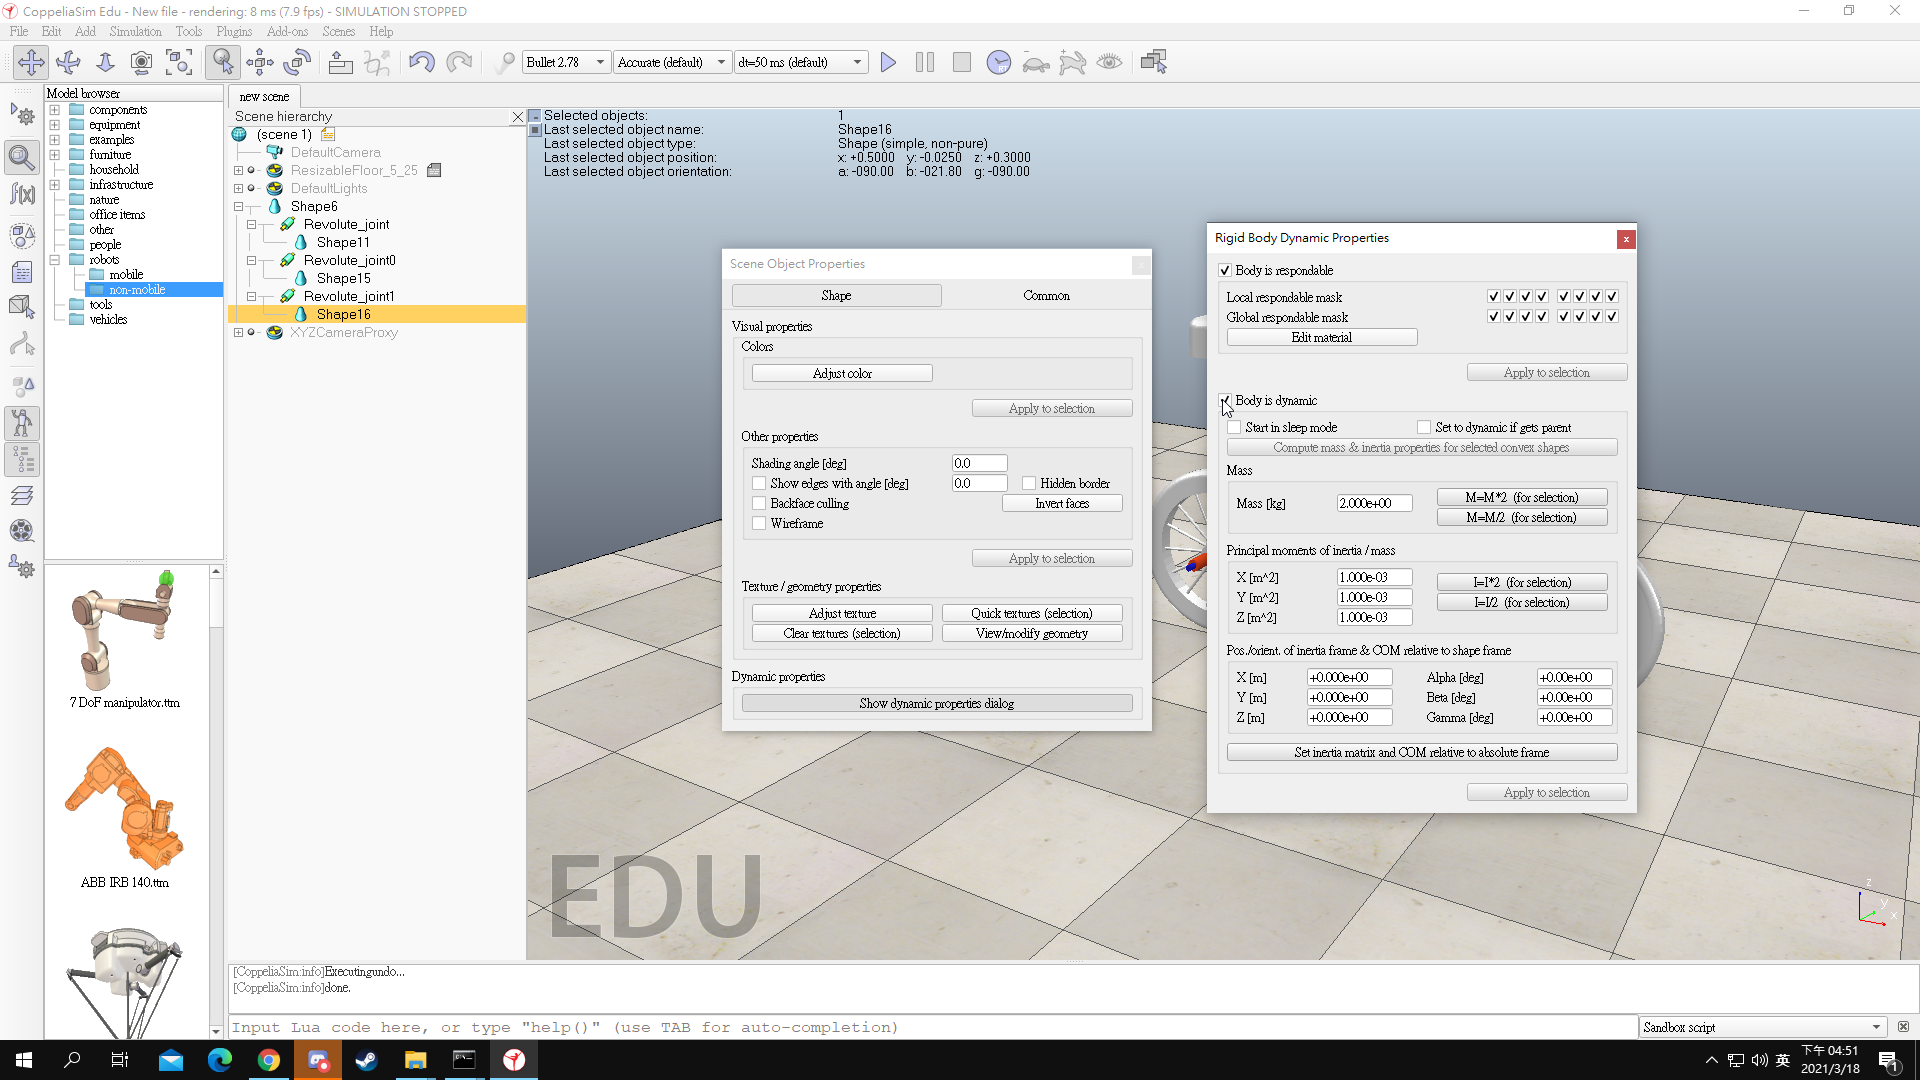 CoppeliaSim Edu - New file - rendering: 8 ms (7.9 fps) - SIMULATION STOPPED
File Edit Add Simulation Tools Plugins Add-ons Scenes Help
Bullet 2.78 Accurate (default) dt=50 ms (default)
Model browser
components
equipment
examples
furniture
household
infrastructure
nature
office items
other
people
robots
mobile
non-mobile
tools
vehicles
7 DoF manipulator.ttm
ABB IRB 140.ttm
new scene
Scene hierarchy
(scene 1)
DefaultCamera
ResizableFloor_5_25
DefaultLights
Shape6
Revolute_joint
Shape11
Revolute_joint0
Shape15
Revolute_joint1
Shape16
XYZCameraProxy
Selected objects: 1
Last selected object name: Shape16
Last selected object type: Shape (simple, non-pure)
Last selected object position: x: +0.5000 y: -0.0250 z: +0.3000
Last selected object orientation: a: -090.00 b: -021.80 g: -090.00
Scene Object Properties
Shape Common
Visual properties
Colors
Adjust color
Apply to selection
Other properties
Shading angle [deg] 0.0
Show edges with angle [deg] 0.0 Hidden border
Backface culling Invert faces
Wireframe
Apply to selection
Texture / geometry properties
Adjust texture Quick textures (selection)
Clear textures (selection) View/modify geometry
Dynamic properties
Show dynamic properties dialog
Rigid Body Dynamic Properties x
Body is respondable
Local respondable mask
Global respondable mask
Edit material
Apply to selection
Body is dynamic
Start in sleep mode Set to dynamic if gets parent
Compute mass & inertia properties for selected convex shapes
Mass
Mass [kg] 2.000e+00 M=M*2 (for selection)
M=M/2 (for selection)
Principal moments of inertia / mass
X [m^2] 1.000e-03 I=I*2 (for selection)
Y [m^2] 1.000e-03 I=I/2 (for selection)
Z [m^2] 1.000e-03
Pos./orient. of inertia frame & COM relative to shape frame
X [m] +0.000e+00 Alpha [deg] +0.00e+00
Y [m] +0.000e+00 Beta [deg] +0.00e+00
Z [m] +0.000e+00 Gamma [deg] +0.00e+00
Set inertia matrix and COM relative to absolute frame
Apply to selection
EDU
z
y
x
[CoppeliaSim:info]Executingundo...
[CoppeliaSim:info]done.
Input Lua code here, or type "help()" (use TAB for auto-completion)
Sandbox script
英
下午 04:51
2021/3/18
1